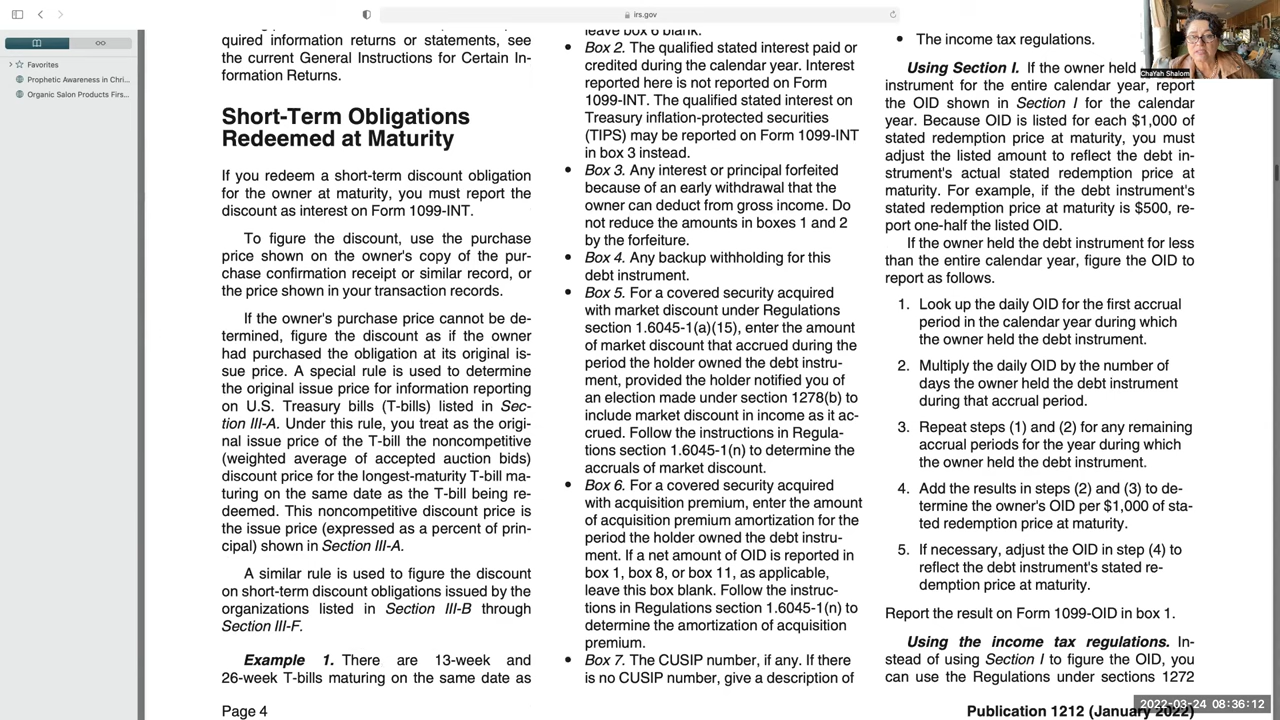 irs.gov
Favorites
Prophetic Awareness in Chri...
Organic Salon Products Firs...
quired information returns or statements, see
the current General Instructions for Certain In-
formation Returns.
Short-Term Obligations
Redeemed at Maturity
If you redeem a short-term discount obligation
for the owner at maturity, you must report the
discount as interest on Form 1099-INT.
To figure the discount, use the purchase
price shown on the owner's copy of the pur-
chase confirmation receipt or similar record, or
the price shown in your transaction records.
If the owner's purchase price cannot be de-
termined, figure the discount as if the owner
had purchased the obligation at its original is-
sue price. A special rule is used to determine
the original issue price for information reporting
on U.S. Treasury bills (T-bills) listed in Sec-
tion III-A. Under this rule, you treat as the origi-
nal issue price of the T-bill the noncompetitive
(weighted average of accepted auction bids)
discount price for the longest-maturity T-bill ma-
turing on the same date as the T-bill being re-
deemed. This noncompetitive discount price is
the issue price (expressed as a percent of prin-
cipal) shown in Section III-A.
A similar rule is used to figure the discount
on short-term discount obligations issued by the
organizations listed in Section III-B through
Section III-F.
Example 1. There are 13-week and
26-week T-bills maturing on the same date as
leave box 6 blank.
• Box 2. The qualified stated interest paid or
credited during the calendar year. Interest
reported here is not reported on Form
1099-INT. The qualified stated interest on
Treasury inflation-protected securities
(TIPS) may be reported on Form 1099-INT
in box 3 instead.
• Box 3. Any interest or principal forfeited
because of an early withdrawal that the
owner can deduct from gross income. Do
not reduce the amounts in boxes 1 and 2
by the forfeiture.
• Box 4. Any backup withholding for this
debt instrument.
• Box 5. For a covered security acquired
with market discount under Regulations
section 1.6045-1(a)(15), enter the amount
of market discount that accrued during the
period the holder owned the debt instru-
ment, provided the holder notified you of
an election made under section 1278(b) to
include market discount in income as it ac-
crued. Follow the instructions in Regula-
tions section 1.6045-1(n) to determine the
accruals of market discount.
• Box 6. For a covered security acquired
with acquisition premium, enter the amount
of acquisition premium amortization for the
period the holder owned the debt instru-
ment. If a net amount of OID is reported in
box 1, box 8, or box 11, as applicable,
leave this box blank. Follow the instruc-
tions in Regulations section 1.6045-1(n) to
determine the amortization of acquisition
premium.
• Box 7. The CUSIP number, if any. If there
is no CUSIP number, give a description of
• The income tax regulations.
Using Section I. If the owner held
instrument for the entire calendar year, report
the OID shown in Section I for the calendar
year. Because OID is listed for each $1,000 of
stated redemption price at maturity, you must
adjust the listed amount to reflect the debt in-
strument's actual stated redemption price at
maturity. For example, if the debt instrument's
stated redemption price at maturity is $500, re-
port one-half the listed OID.
If the owner held the debt instrument for less
than the entire calendar year, figure the OID to
report as follows.
1. Look up the daily OID for the first accrual
period in the calendar year during which
the owner held the debt instrument.
2. Multiply the daily OID by the number of
days the owner held the debt instrument
during that accrual period.
3. Repeat steps (1) and (2) for any remaining
accrual periods for the year during which
the owner held the debt instrument.
4. Add the results in steps (2) and (3) to de-
termine the owner's OID per $1,000 of sta-
ted redemption price at maturity.
5. If necessary, adjust the OID in step (4) to
reflect the debt instrument's stated re-
demption price at maturity.
Report the result on Form 1099-OID in box 1.
Using the income tax regulations. In-
stead of using Section I to figure the OID, you
can use the Regulations under sections 1272
Page 4
Publication 1212 (January 2022)
ChaYah Shalom
2022-03-24 08:36:12